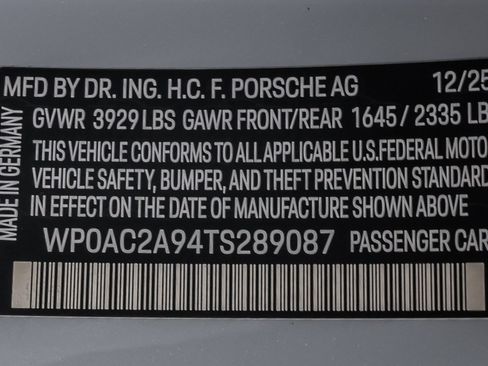 MFD BY DR. ING. H.C. F. PORSCHE AG 12/25
GVWR 3929 LBS GAWR FRONT/REAR 1645 / 2335 LB
THIS VEHICLE CONFORMS TO ALL APPLICABLE U.S. FEDERAL MOTO
VEHICLE SAFETY, BUMPER, AND THEFT PREVENTION STANDARD
IN EFFECT ON THE DATE OF MANUFACTURE SHOWN ABOVE
WP0AC2A94TS289087 PASSENGER CAR
MADE IN GERMANY